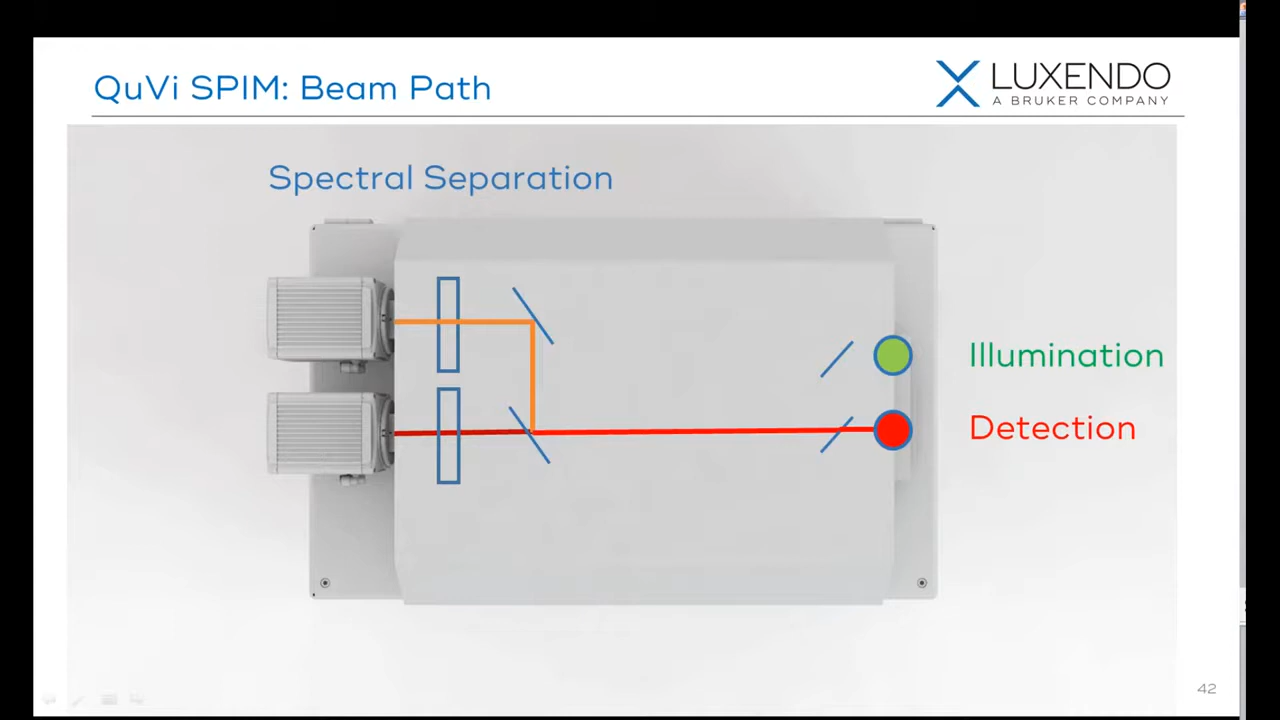 QuVi SPIM: Beam Path
LUXENDO
A BRUKER COMPANY
Spectral Separation
Illumination
Detection
42